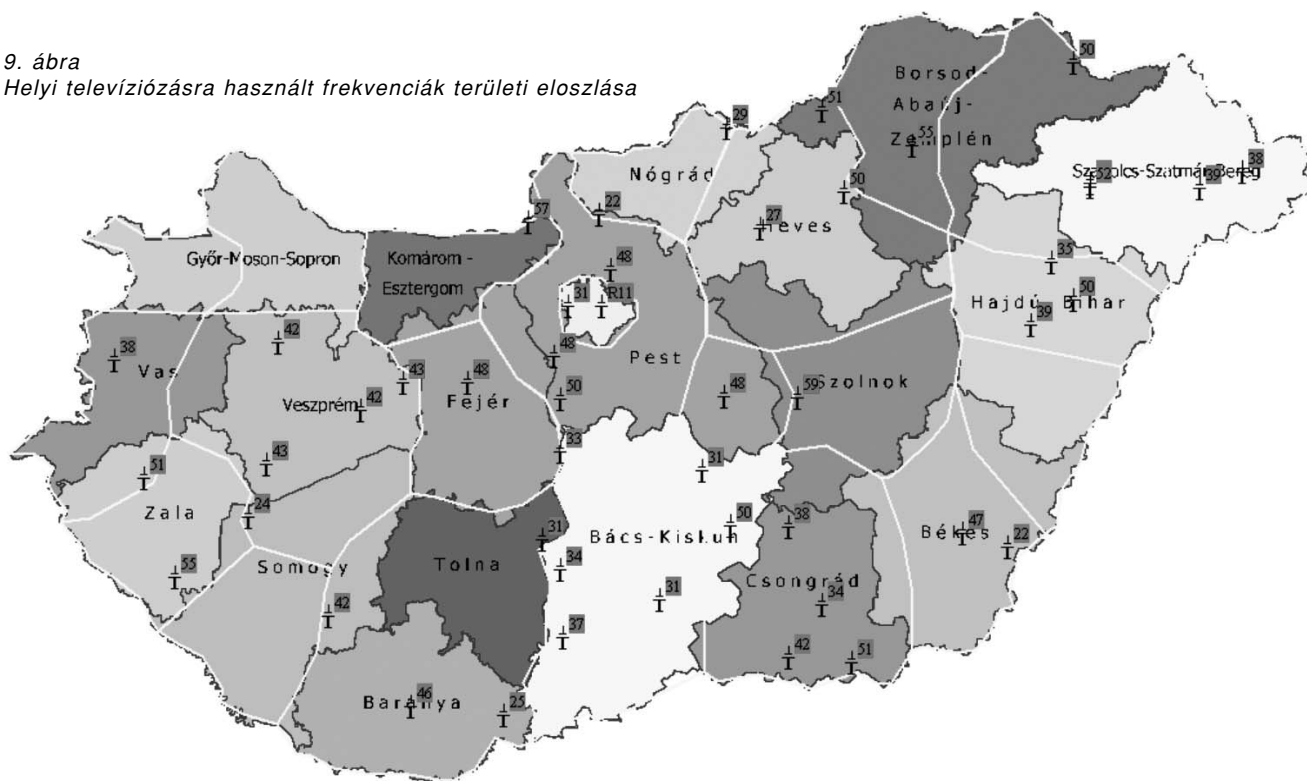 9. ábra
Helyi televíziózásra használt frekvenciák területi eloszlása
50
Borsod-
Abaúj-
Zemplén
51
55
29
Nógrád
50
Szabolcs-Szatmár-Bereg
52
38
57
22
27
Heves
Győr-Moson-Sopron
Komárom -
Esztergom
48
35
31
R11
Hajdú-Bihar
50
39
42
38
Vas
48
Pest
43
48
Fejér
Veszprém
42
50
48
59
Szolnok
33
43
51
31
24
Zala
50
38
47
22
Békés
31
Bács-Kiskun
55
Somogy
Tolna
34
Csongrád
31
34
42
37
42
51
46
Baranya
25